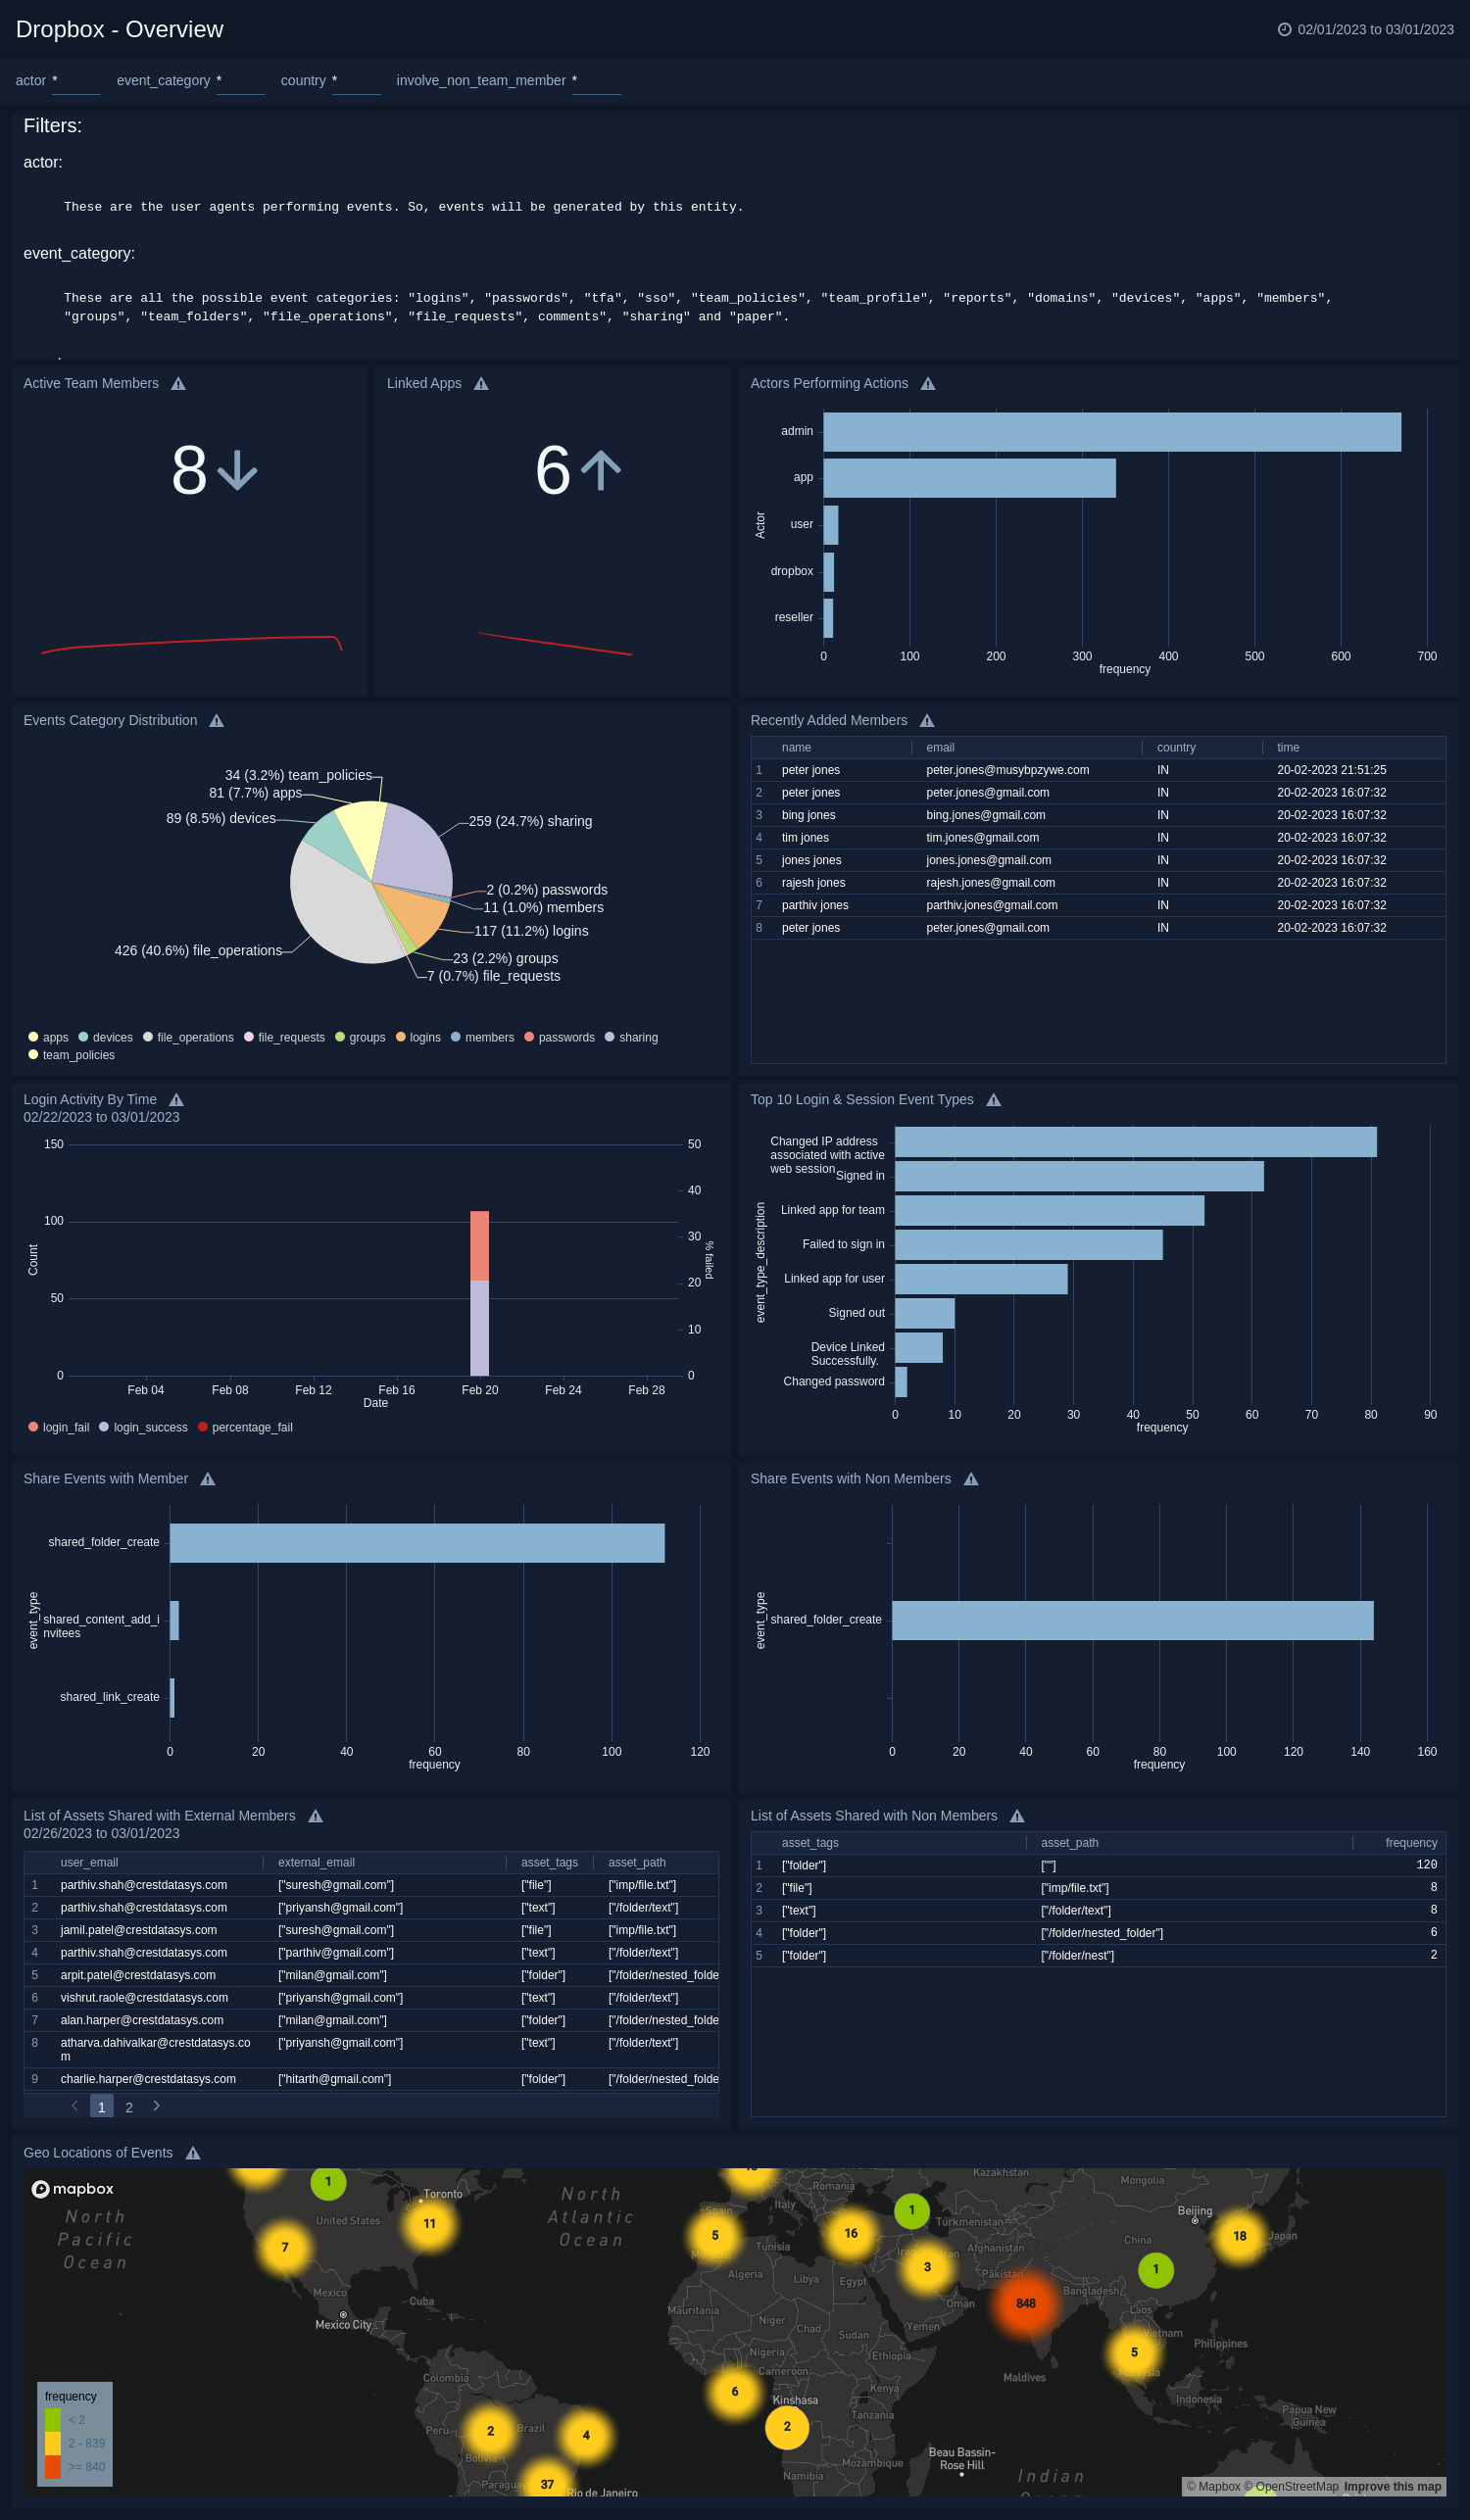 Dropbox - Overview
02/01/2023 to 03/01/2023
actor *
event_category *
country *
involve_non_team_member *
Filters:
actor:
These are the user agents performing events. So, events will be generated by this entity.
event_category:
These are all the possible event categories: "logins", "passwords", "tfa", "sso", "team_policies", "team_profile", "reports", "domains", "devices", "apps", "members",
"groups", "team_folders", "file_operations", "file_requests", comments", "sharing" and "paper".
Active Team Members
8
Linked Apps
6
Actors Performing Actions
Actor
admin
app
user
dropbox
reseller
0 100 200 300 400 500 600 700
frequency
Events Category Distribution
34 (3.2%) team_policies
81 (7.7%) apps
89 (8.5%) devices
259 (24.7%) sharing
2 (0.2%) passwords
11 (1.0%) members
117 (11.2%) logins
426 (40.6%) file_operations
23 (2.2%) groups
7 (0.7%) file_requests
apps devices file_operations file_requests groups logins members passwords sharing
team_policies
Recently Added Members
name email country time
1 peter jones peter.jones@musybpzywe.com IN 20-02-2023 21:51:25
2 peter jones peter.jones@gmail.com IN 20-02-2023 16:07:32
3 bing jones bing.jones@gmail.com IN 20-02-2023 16:07:32
4 tim jones tim.jones@gmail.com IN 20-02-2023 16:07:32
5 jones jones jones.jones@gmail.com IN 20-02-2023 16:07:32
6 rajesh jones rajesh.jones@gmail.com IN 20-02-2023 16:07:32
7 parthiv jones parthiv.jones@gmail.com IN 20-02-2023 16:07:32
8 peter jones peter.jones@gmail.com IN 20-02-2023 16:07:32
Login Activity By Time
02/22/2023 to 03/01/2023
150
100
50
0
Count
50
40
30
20
10
0
% failed
Feb 04 Feb 08 Feb 12 Feb 16 Feb 20 Feb 24 Feb 28
Date
login_fail login_success percentage_fail
Top 10 Login & Session Event Types
event_type_description
Changed IP address
associated with active
web session
Signed in
Linked app for team
Failed to sign in
Linked app for user
Signed out
Device Linked
Successfully.
Changed password
0 10 20 30 40 50 60 70 80 90
frequency
Share Events with Member
event_type
shared_folder_create
shared_content_add_i
nvitees
shared_link_create
0 20 40 60 80 100 120
frequency
Share Events with Non Members
event_type
shared_folder_create
0 20 40 60 80 100 120 140 160
frequency
List of Assets Shared with External Members
02/26/2023 to 03/01/2023
user_email external_email asset_tags asset_path
1 parthiv.shah@crestdatasys.com ["suresh@gmail.com"] ["file"] ["imp/file.txt"]
2 parthiv.shah@crestdatasys.com ["priyansh@gmail.com"] ["text"] ["/folder/text"]
3 jamil.patel@crestdatasys.com ["suresh@gmail.com"] ["file"] ["imp/file.txt"]
4 parthiv.shah@crestdatasys.com ["parthiv@gmail.com"] ["text"] ["/folder/text"]
5 arpit.patel@crestdatasys.com ["milan@gmail.com"] ["folder"] ["/folder/nested_folde
6 vishrut.raole@crestdatasys.com ["priyansh@gmail.com"] ["text"] ["/folder/text"]
7 alan.harper@crestdatasys.com ["milan@gmail.com"] ["folder"] ["/folder/nested_folde
8 atharva.dahivalkar@crestdatasys.co ["priyansh@gmail.com"] ["text"] ["/folder/text"]
m
9 charlie.harper@crestdatasys.com ["hitarth@gmail.com"] ["folder"] ["/folder/nested_folde
1 2
List of Assets Shared with Non Members
asset_tags asset_path frequency
1 ["folder"] [""] 120
2 ["file"] ["imp/file.txt"] 8
3 ["text"] ["/folder/text"] 8
4 ["folder"] ["/folder/nested_folder"] 6
5 ["folder"] ["/folder/nest"] 2
Geo Locations of Events
mapbox
North
Pacific
Ocean
North
Atlantic
Ocean
Indian
1
7
11
Toronto
United States
Mexico
Mexico City
Cuba
Colombia
Peru
Brazil
Bolivia
2
4
37
Rio de Janeiro
Spain
Italy
Romania
Kazakhstan
Mongolia
5
16
1
3
848
1
18
5
6
2
Turkmenistan
Beijing
China
Japan
Tunisia
Afghanistan
Algeria
Libya
Egypt
Pakistan
Bangladesh
Oman
Mauritania
Niger
Chad
Sudan
Yemen
Laos
Vietnam
Philippines
Nigeria
Ethiopia
Cameroon
Maldives
Kenya
Kinshasa
Tanzania
Indonesia
Papua New
Guinea
Mozambique
Namibia
Beau Bassin-
Rose Hill
frequency
< 2
2 - 839
>= 840
© Mapbox © OpenStreetMap Improve this map